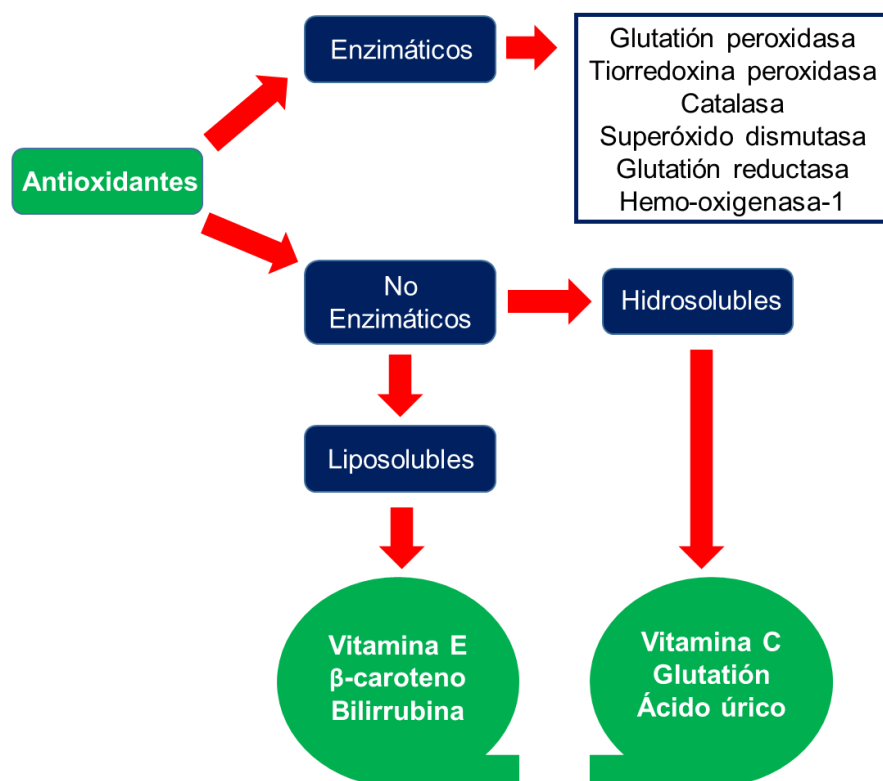 Enzimáticos
Glutatión peroxidasa
Tiorredoxina peroxidasa
Catalasa
Superóxido dismutasa
Glutatión reductasa
Hemo-oxigenasa-1
Antioxidantes
No
Enzimáticos
Hidrosolubles
Liposolubles
Vitamina E
β-caroteno
Bilirrubina
Vitamina C
Glutatión
Ácido úrico